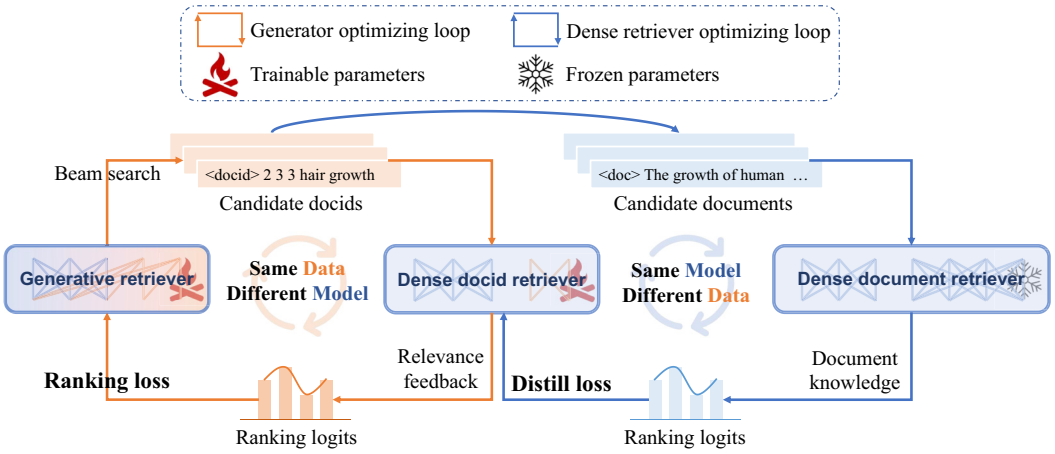 Generator optimizing loop
Dense retriever optimizing loop
Trainable parameters
Frozen parameters
Beam search
<docid> 2 3 3 hair growth
<doc> The growth of human ...
Candidate docids
Candidate documents
Generative retriever
Same Data
Different Model
Dense docid retriever
Same Model
Different Data
Dense document retriever
Ranking loss
Relevance
feedback
Distill loss
Document
knowledge
Ranking logits
Ranking logits